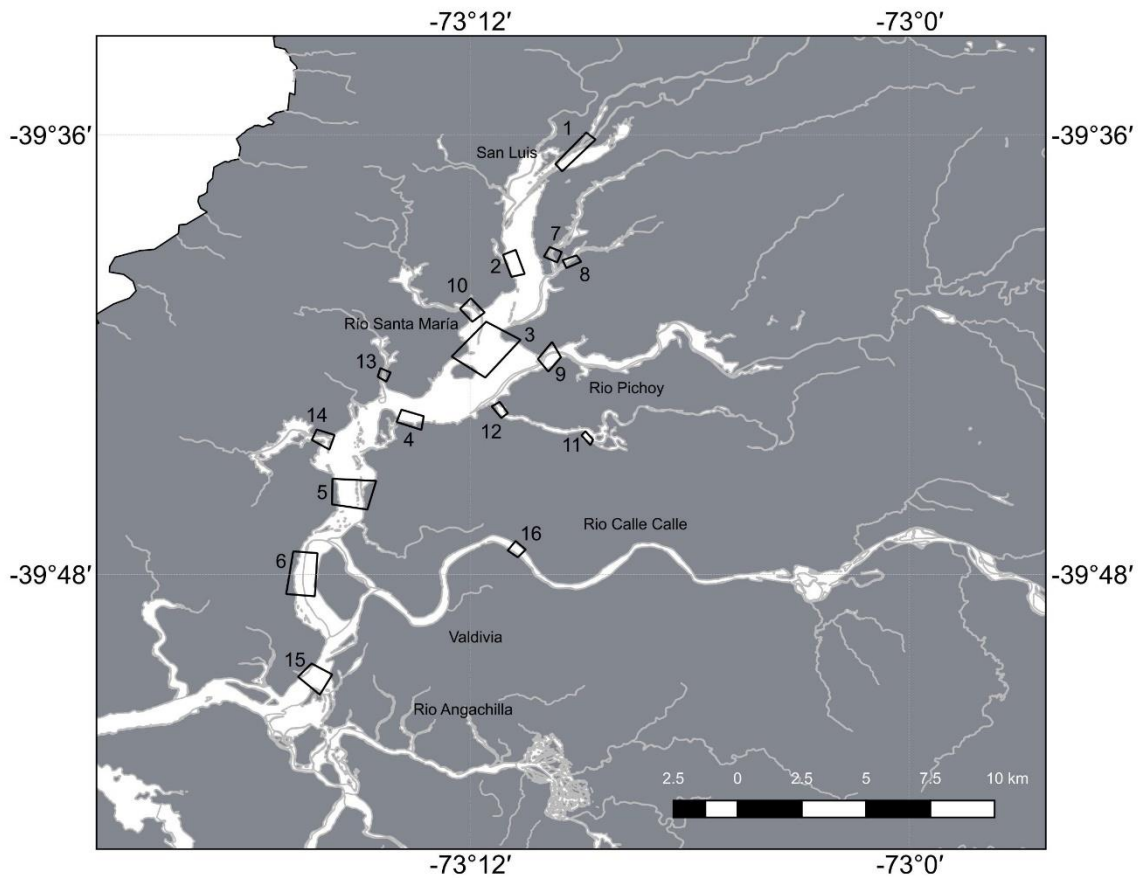 -73°12′ -73°0′
-39°36′ -39°36′
1
San Luis
7
2
8
10
Río Santa María
3
13
9
Rio Pichoy
12
4
14
11
5
Rio Calle Calle
16
6
-39°48′ -39°48′
Valdivia
15
Rio Angachilla
2.5 0 2.5 5 7.5 10 km
-73°12′ -73°0′